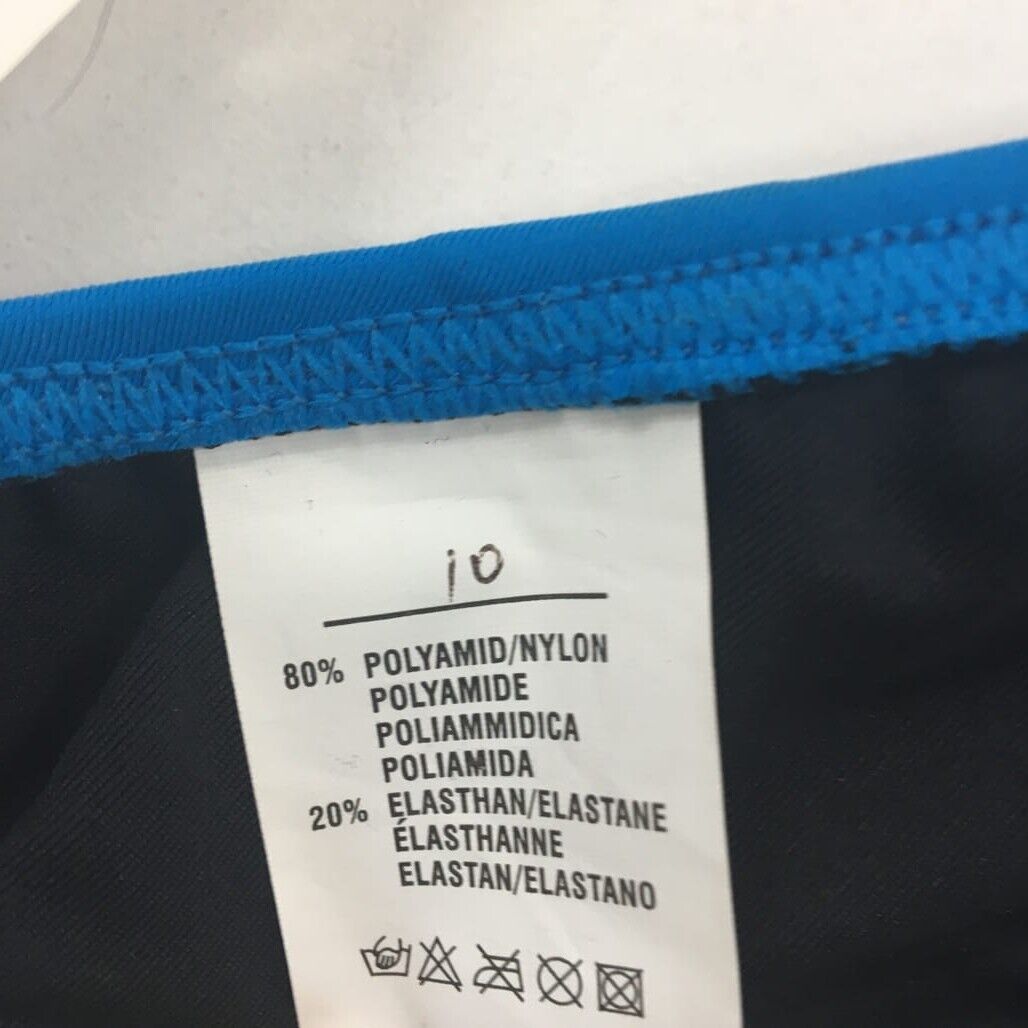 10
80% POLYAMID/NYLON
POLYAMIDE
POLIAMMIDICA
POLIAMIDA
20% ELASTHAN/ELASTANE
ÉLASTHANNE
ELASTAN/ELASTANO